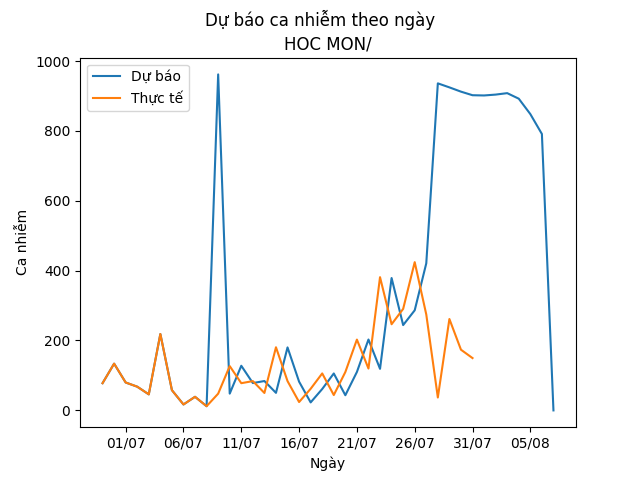 Dự báo ca nhiễm theo ngày
HOC MON/
Dự báo
Thực tế
Ca nhiễm
1000
800
600
400
200
0
01/07 06/07 11/07 16/07 21/07 26/07 31/07 05/08
Ngày